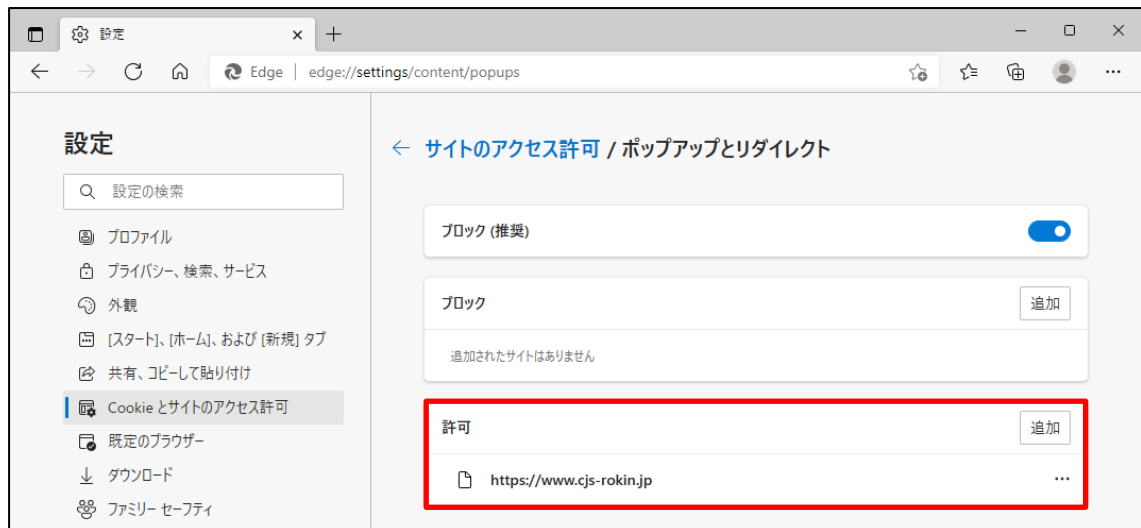 設定
Edge
edge://settings/content/popups
設定
設定の検索
プロファイル
プライバシー、検索、サービス
外観
[スタート]、[ホーム]、および [新規] タブ
共有、コピーして貼り付け
Cookie とサイトのアクセス許可
既定のブラウザー
ダウンロード
ファミリー セーフティ
サイトのアクセス許可 / ポップアップとリダイレクト
ブロック (推奨)
ブロック
追加
追加されたサイトはありません
許可
追加
https://www.cjs-rokin.jp